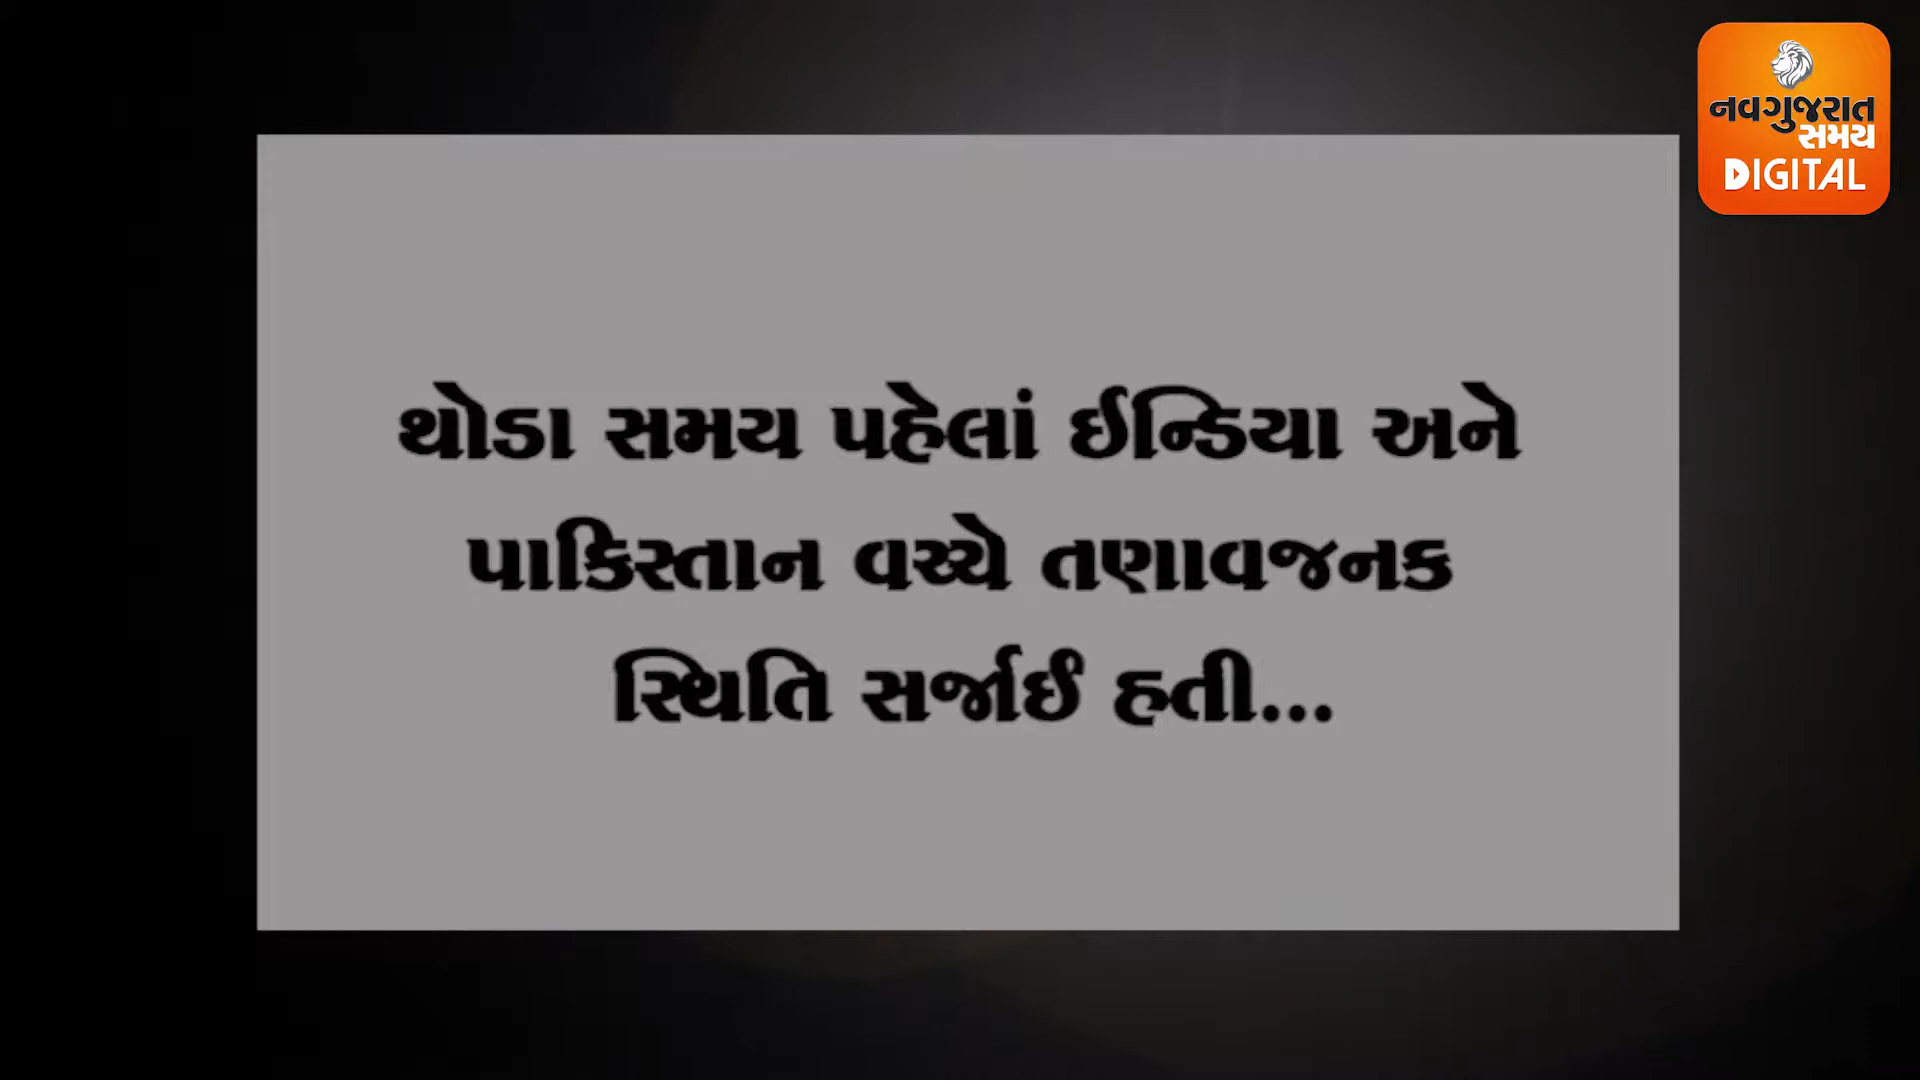 નવગુજરાત
સમય
DIGITAL
થોડા સમય પહેલાં ઈન્ડિયા અને
પાકિસ્તાન વચ્ચે તણાવજનક
સ્થિતિ સર્જાઈ હતી...